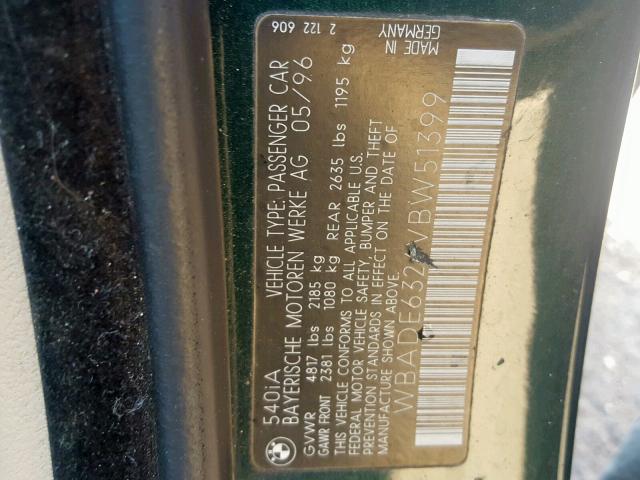 540iA VEHICLE TYPE: PASSENGER CAR 2 122 606
BAYERISCHE MOTOREN WERKE AG 05/96
GVWR 4817 lbs 2185 kg
GAWR FRONT 2381 lbs 1080 kg REAR 2635 lbs 1195 kg
THIS VEHICLE CONFORMS TO ALL APPLICABLE U.S.
FEDERAL MOTOR VEHICLE SAFETY, BUMPER AND THEFT
PREVENTION STANDARDS IN EFFECT ON THE DATE OF
MANUFACTURE SHOWN ABOVE.
MADE IN
GERMANY